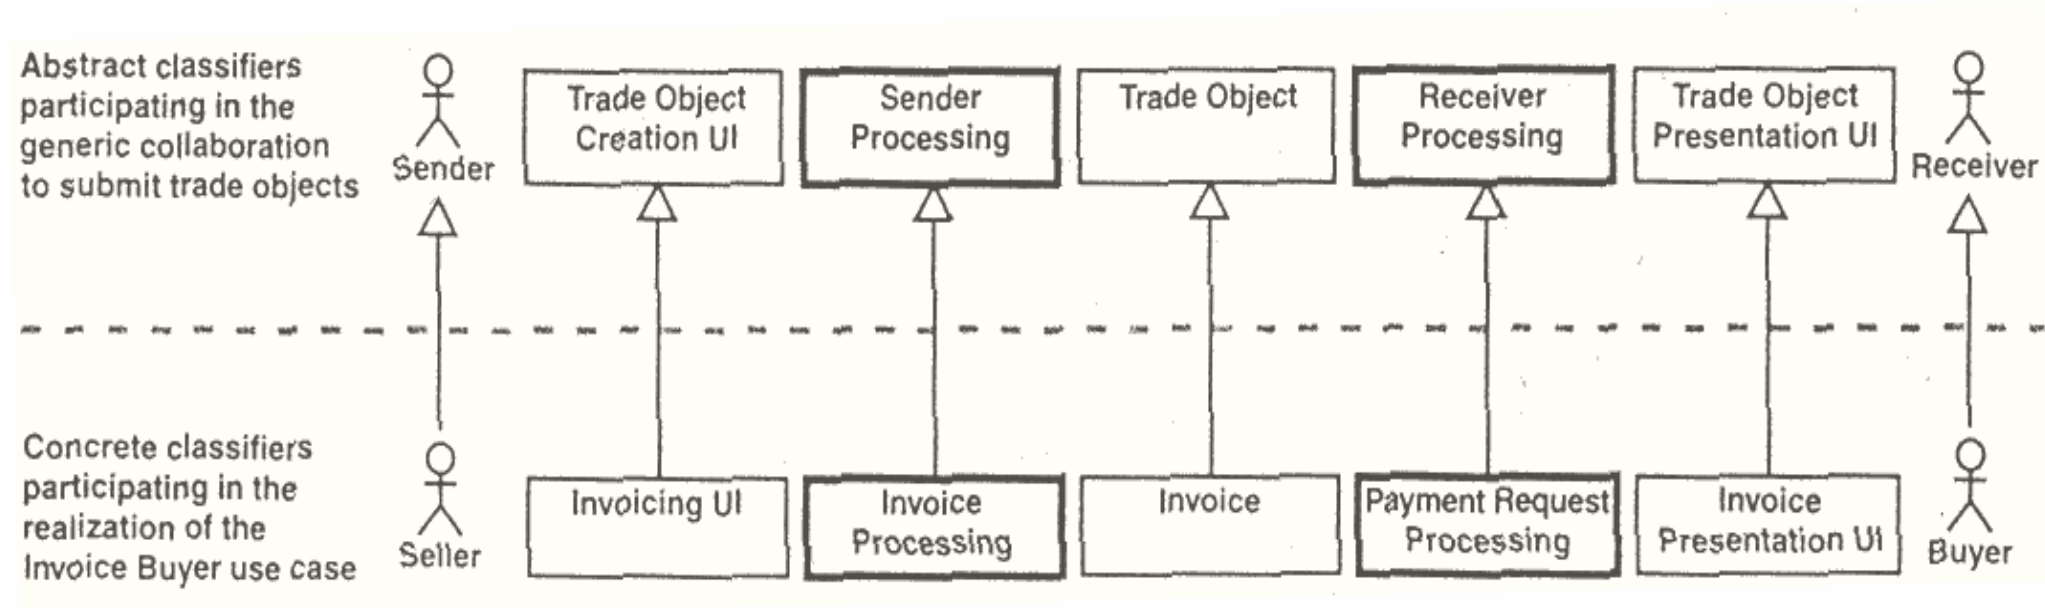 Abstract classifiers
participating in the
generic collaboration
to submit trade objects
Sender
Trade Object
Creation UI
Sender
Processing
Trade Object
Receiver
Processing
Trade Object
Presentation UI
Receiver
Concrete classifiers
participating in the
realization of the
Invoice Buyer use case
Seller
Invoicing UI
Invoice
Processing
Invoice
Payment Request
Processing
Invoice
Presentation UI
Buyer